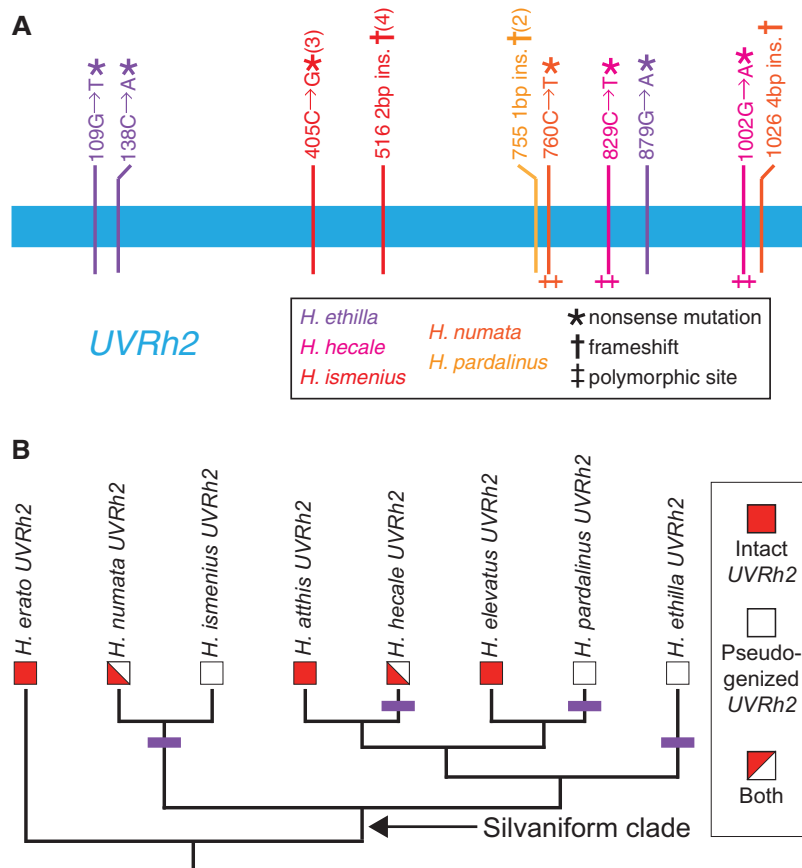 A
109G→T*
138C→A*
405C→G*(3)
516 2bp ins. †(4)
755 1bp ins. †(2)
760C→T*
829C→T*
879G→A*
1002G→A*
1026 4bp ins. †
‡‡ ‡‡ ‡‡
UVRh2
H. ethilla
H. hecale
H. ismenius
H. numata
H. pardalinus
* nonsense mutation
† frameshift
‡ polymorphic site
B
H. erato UVRh2
H. numata UVRh2
H. ismenius UVRh2
H. atthis UVRh2
H. hecale UVRh2
H. elevatus UVRh2
H. pardalinus UVRh2
H. ethilla UVRh2
Intact
UVRh2
Pseudo-
genized
UVRh2
Both
Silvaniform clade